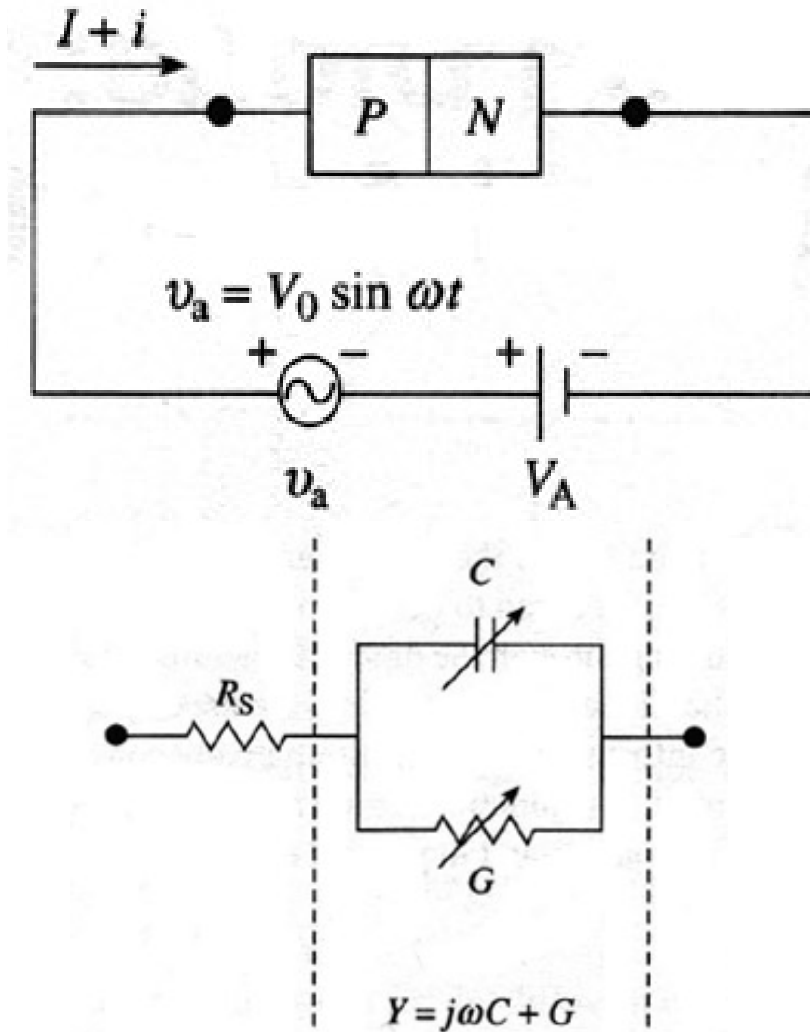 I + i
P N
υa = V0 sin ωt
+ − + −
υa VA
C
RS
G
Y = jωC + G